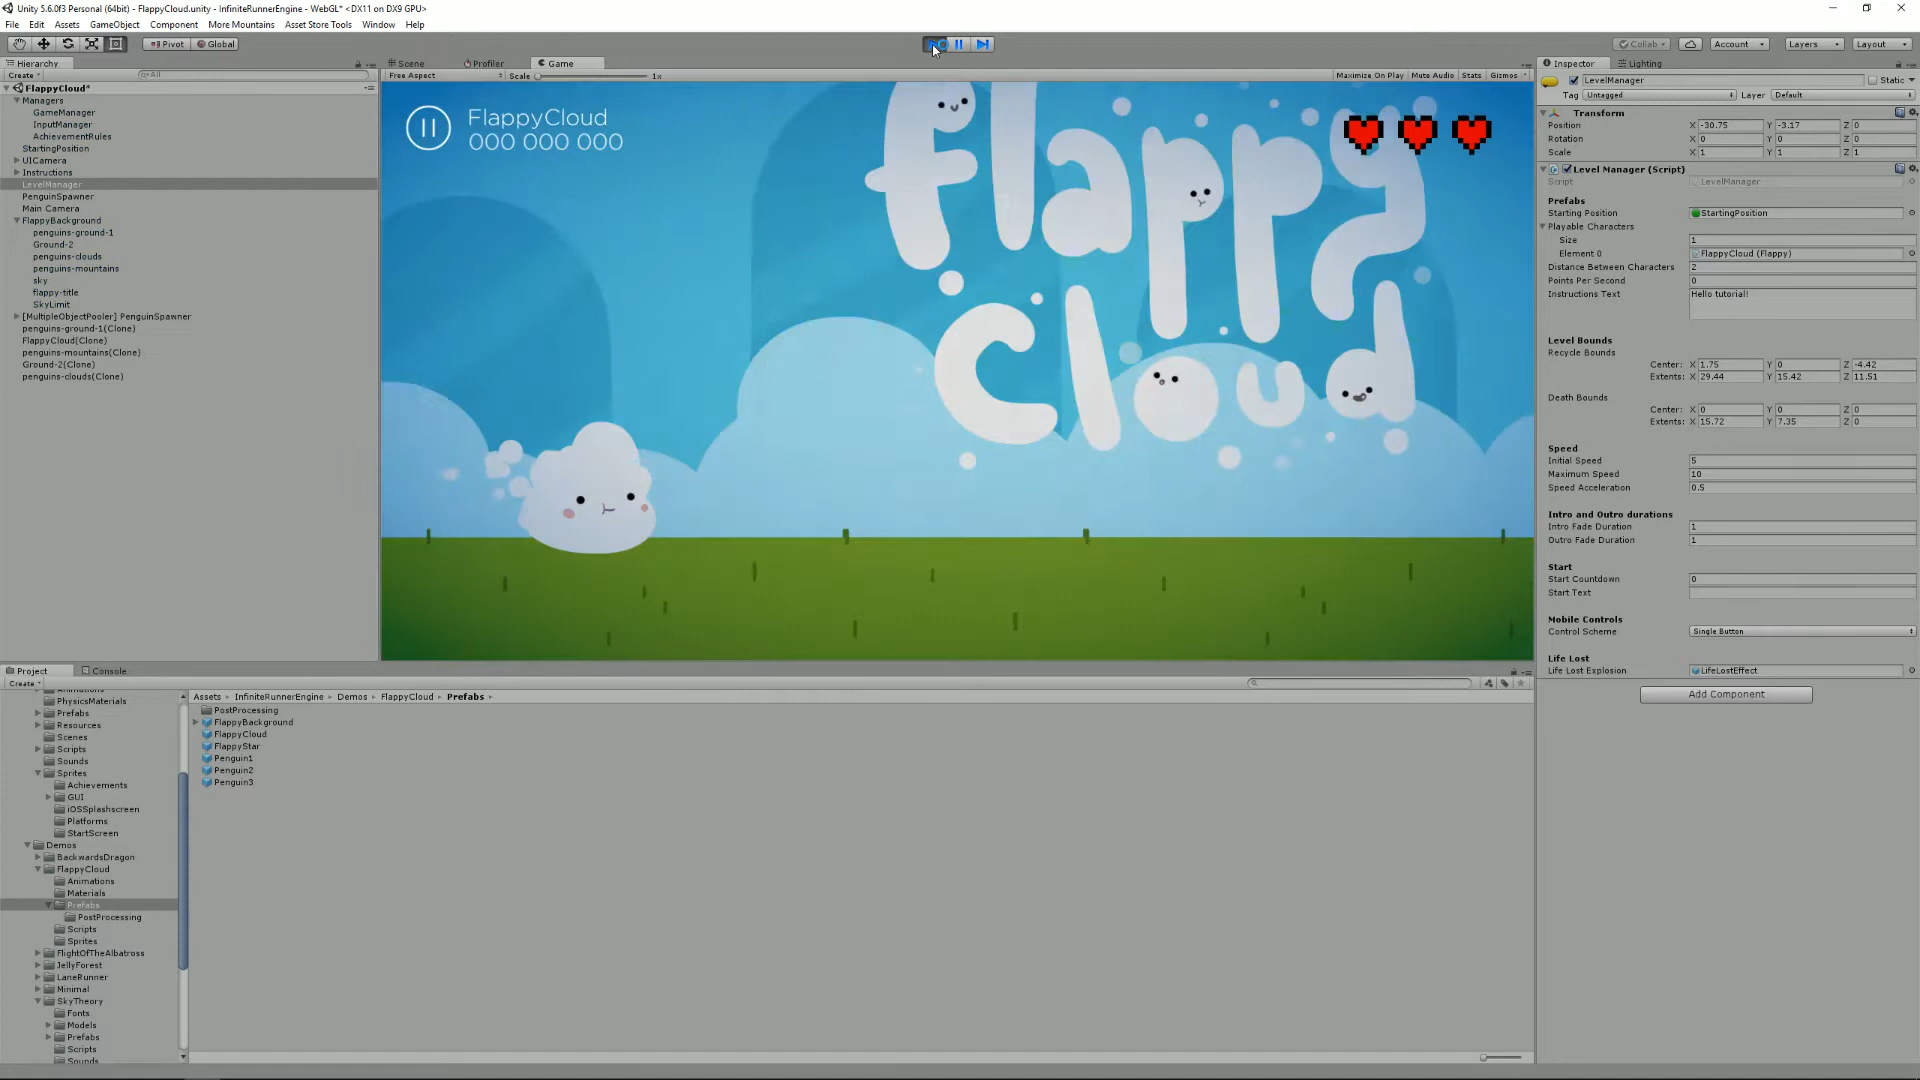 Unity 5.6.0f3 Personal (64bit) - FlappyCloud.unity - InfiniteRunnerEngine - WebGL* <DX11 on DX9 GPU>
File Edit Assets GameObject Component More Mountains Asset Store Tools Window Help
Pivot Global Collab Account Layers Layout
Hierarchy
Create All
FlappyCloud*
Managers
GameManager
InputManager
AchievementRules
StartingPosition
UICamera
Instructions
LevelManager
PenguinSpawner
Main Camera
FlappyBackground
penguins-ground-1
Ground-2
penguins-clouds
penguins-mountains
sky
flappy-title
SkyLimit
[MultipleObjectPooler] PenguinSpawner
penguins-ground-1(Clone)
FlappyCloud(Clone)
penguins-mountains(Clone)
Ground-2(Clone)
penguins-clouds(Clone)
Scene Profiler Game
Free Aspect Scale 1x Maximize On Play Mute Audio Stats Gizmos
FlappyCloud
000 000 000
flappy
cloud
Inspector Lighting
LevelManager Static
Tag Untagged Layer Default
Transform
Position X -30.75 Y -3.17 Z 0
Rotation X 0 Y 0 Z 0
Scale X 1 Y 1 Z 1
Level Manager (Script)
Script LevelManager
Prefabs
Starting Position StartingPosition
Playable Characters
Size 1
Element 0 FlappyCloud (Flappy)
Distance Between Characters 2
Points Per Second 0
Instructions Text Hello tutorial!
Level Bounds
Recycle Bounds
Center: X 1.75 Y 0 Z -4.42
Extents: X 29.44 Y 15.42 Z 11.51
Death Bounds
Center: X 0 Y 0 Z 0
Extents: X 15.72 Y 7.35 Z 0
Speed
Initial Speed 5
Maximum Speed 10
Speed Acceleration 0.5
Intro and Outro durations
Intro Fade Duration 1
Outro Fade Duration 1
Start
Start Countdown 0
Start Text
Mobile Controls
Control Scheme Single Button
Life Lost
Life Lost Explosion LifeLostEffect
Add Component
Project Console
Create
Animations
PhysicsMaterials
Prefabs
Resources
Scenes
Scripts
Sounds
Sprites
Achievements
GUI
iOSSplashscreen
Platforms
StartScreen
Demos
BackwardsDragon
FlappyCloud
Animations
Materials
Prefabs
PostProcessing
Scripts
Sprites
FlightOfTheAlbatross
JellyForest
LaneRunner
Minimal
SkyTheory
Fonts
Models
Prefabs
Scripts
Sounds
Assets InfiniteRunnerEngine Demos FlappyCloud Prefabs
PostProcessing
FlappyBackground
FlappyCloud
FlappyStar
Penguin1
Penguin2
Penguin3